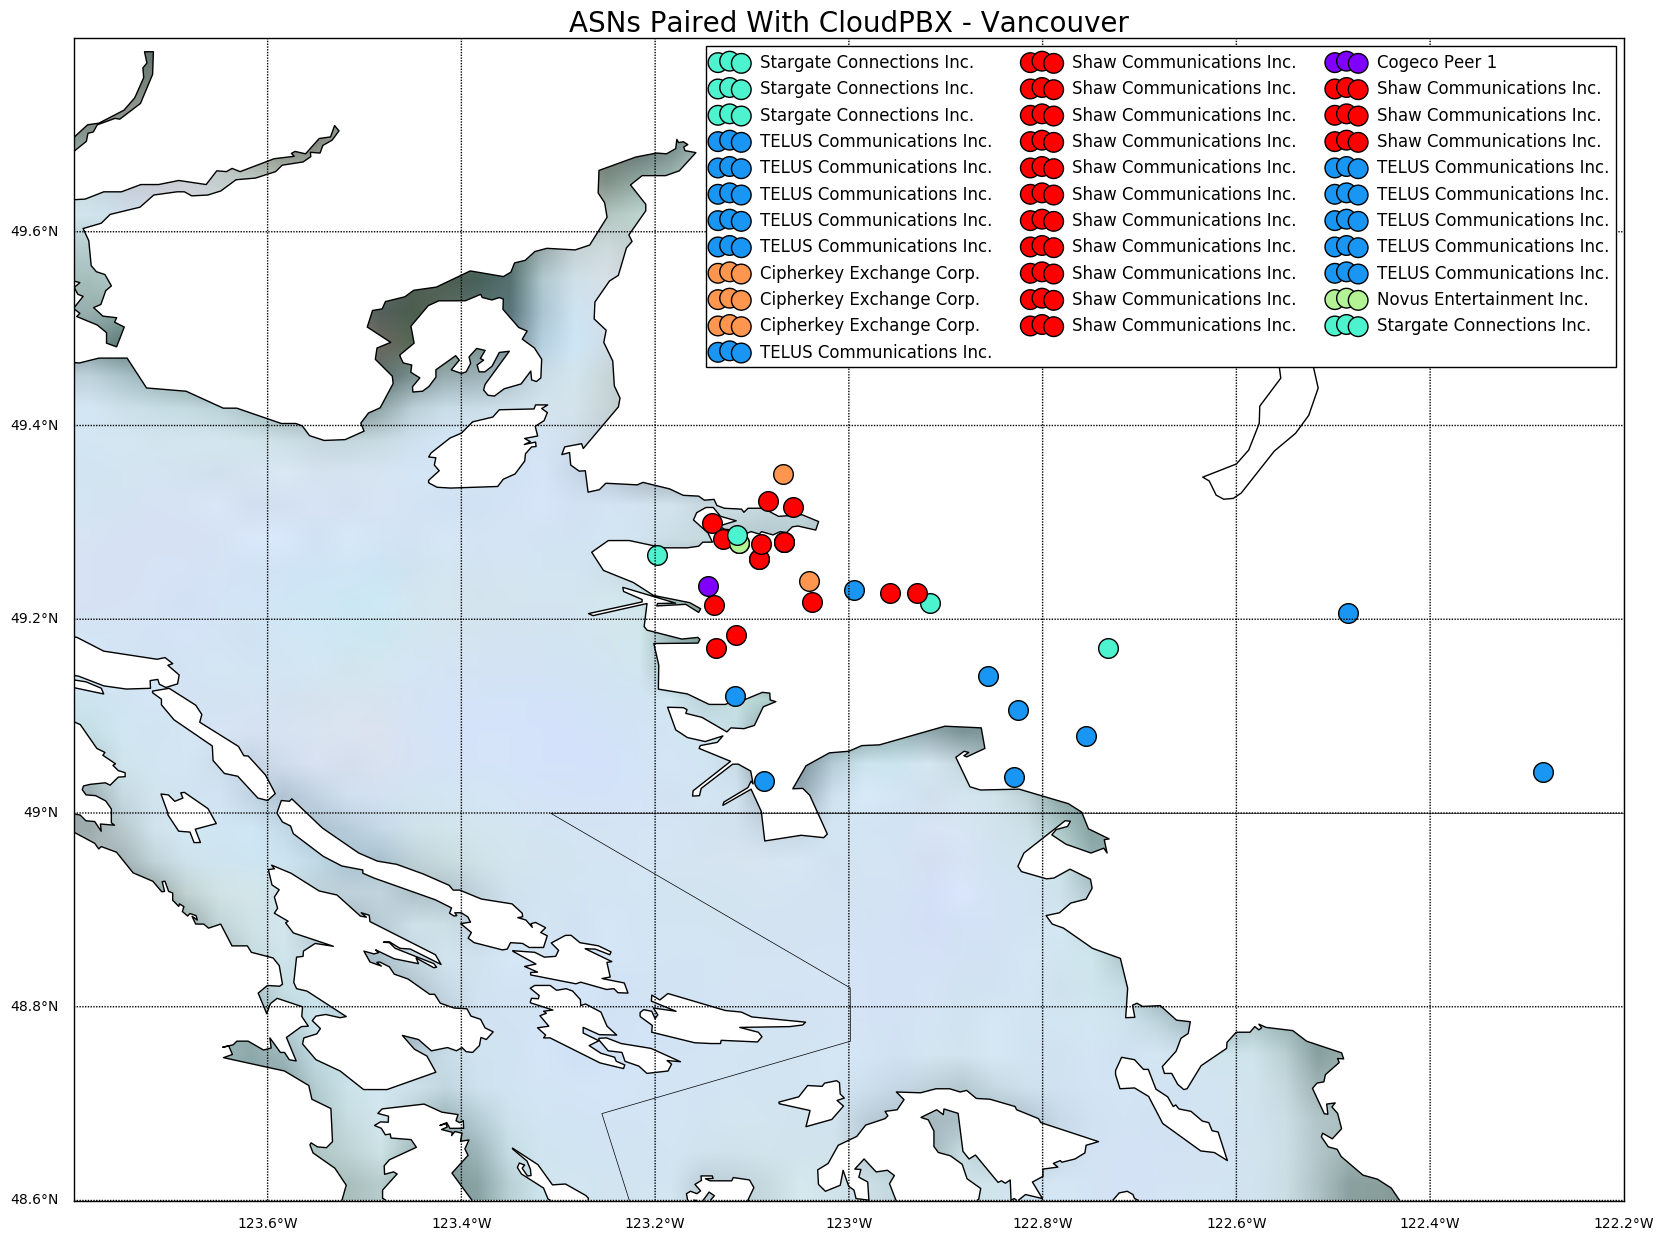 ASNs Paired With CloudPBX - Vancouver
Stargate Connections Inc.
Stargate Connections Inc.
Stargate Connections Inc.
TELUS Communications Inc.
TELUS Communications Inc.
TELUS Communications Inc.
TELUS Communications Inc.
TELUS Communications Inc.
Cipherkey Exchange Corp.
Cipherkey Exchange Corp.
Cipherkey Exchange Corp.
TELUS Communications Inc.
Shaw Communications Inc.
Shaw Communications Inc.
Shaw Communications Inc.
Shaw Communications Inc.
Shaw Communications Inc.
Shaw Communications Inc.
Shaw Communications Inc.
Shaw Communications Inc.
Shaw Communications Inc.
Shaw Communications Inc.
Shaw Communications Inc.
Cogeco Peer 1
Shaw Communications Inc.
Shaw Communications Inc.
Shaw Communications Inc.
TELUS Communications Inc.
TELUS Communications Inc.
TELUS Communications Inc.
TELUS Communications Inc.
TELUS Communications Inc.
Novus Entertainment Inc.
Stargate Connections Inc.
49.6°N
49.4°N
49.2°N
49°N
48.8°N
48.6°N
123.6°W
123.4°W
123.2°W
123°W
122.8°W
122.6°W
122.4°W
122.2°W